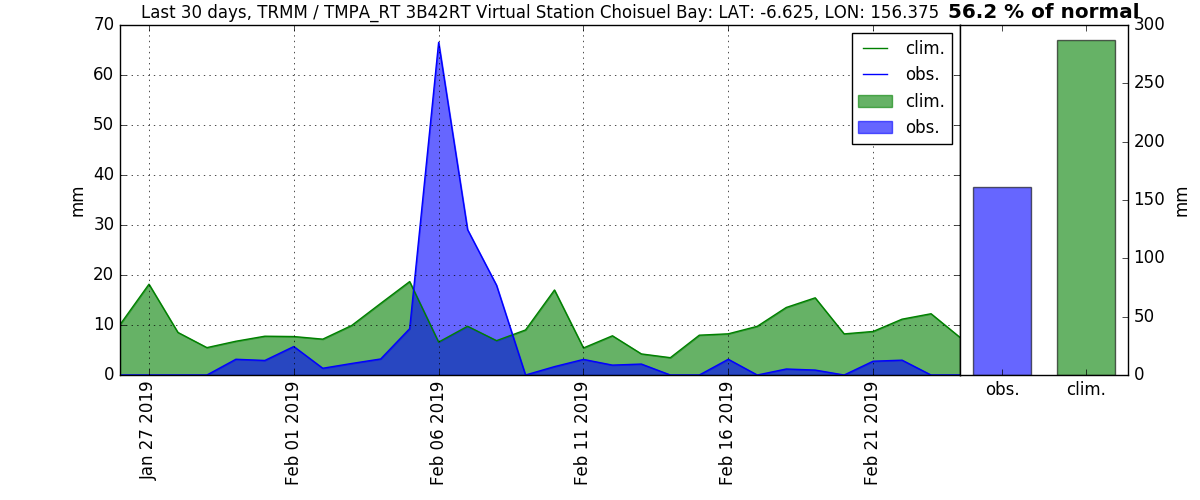 Last 30 days, TRMM / TMPA_RT 3B42RT Virtual Station Choisuel Bay: LAT: -6.625, LON: 156.375
56.2 % of normal
70
60
50
40
30
20
10
0
mm
clim.
obs.
clim.
obs.
Jan 27 2019
Feb 01 2019
Feb 06 2019
Feb 11 2019
Feb 16 2019
Feb 21 2019
300
250
200
150
100
50
0
mm
obs.
clim.